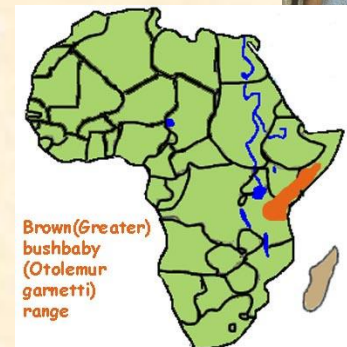 Brown(Greater)
bushbaby
(Otolemur
garnetti)
range